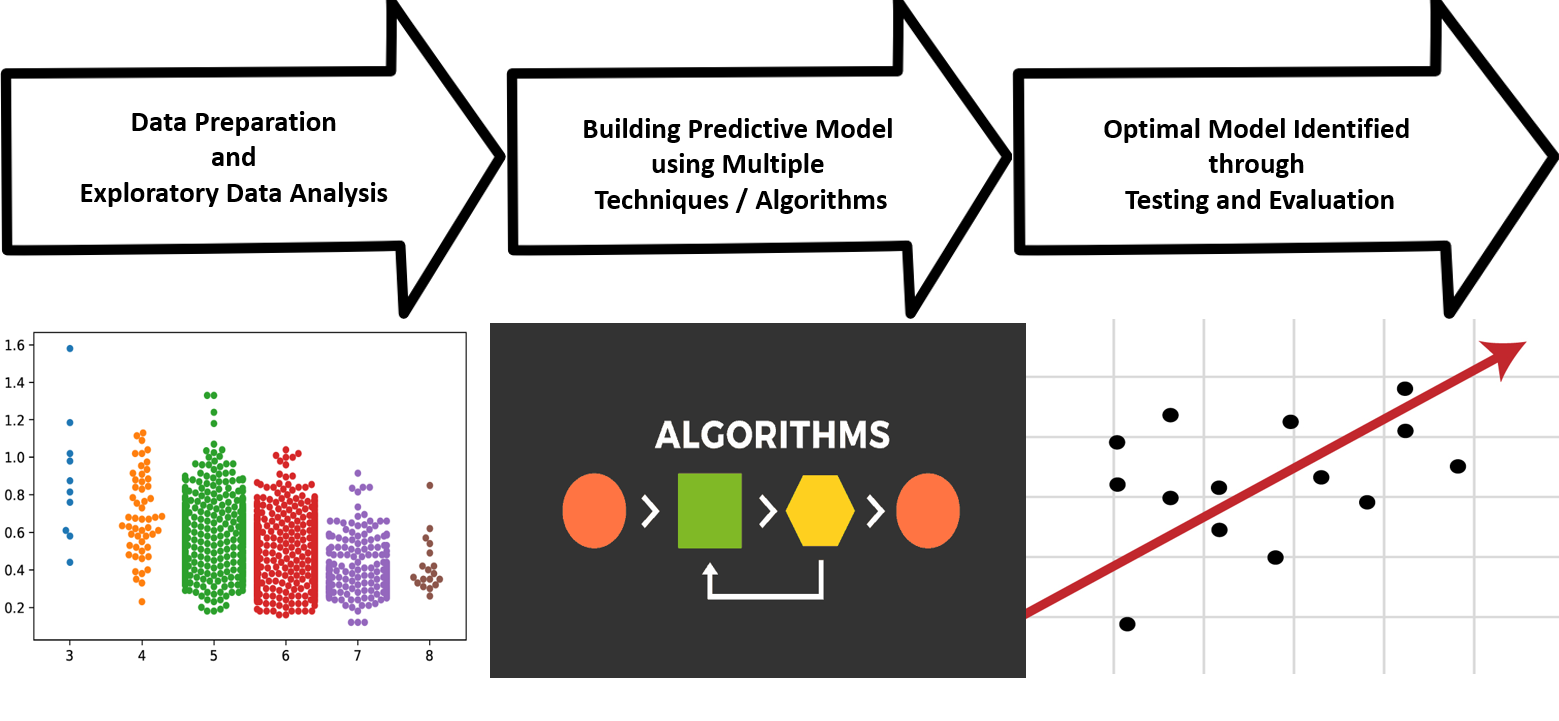 Data Preparation
and
Exploratory Data Analysis
Building Predictive Model
using Multiple
Techniques / Algorithms
Optimal Model Identified
through
Testing and Evaluation
1.6
1.4
1.2
1.0
0.8
0.6
0.4
0.2
3 4 5 6 7 8
ALGORITHMS